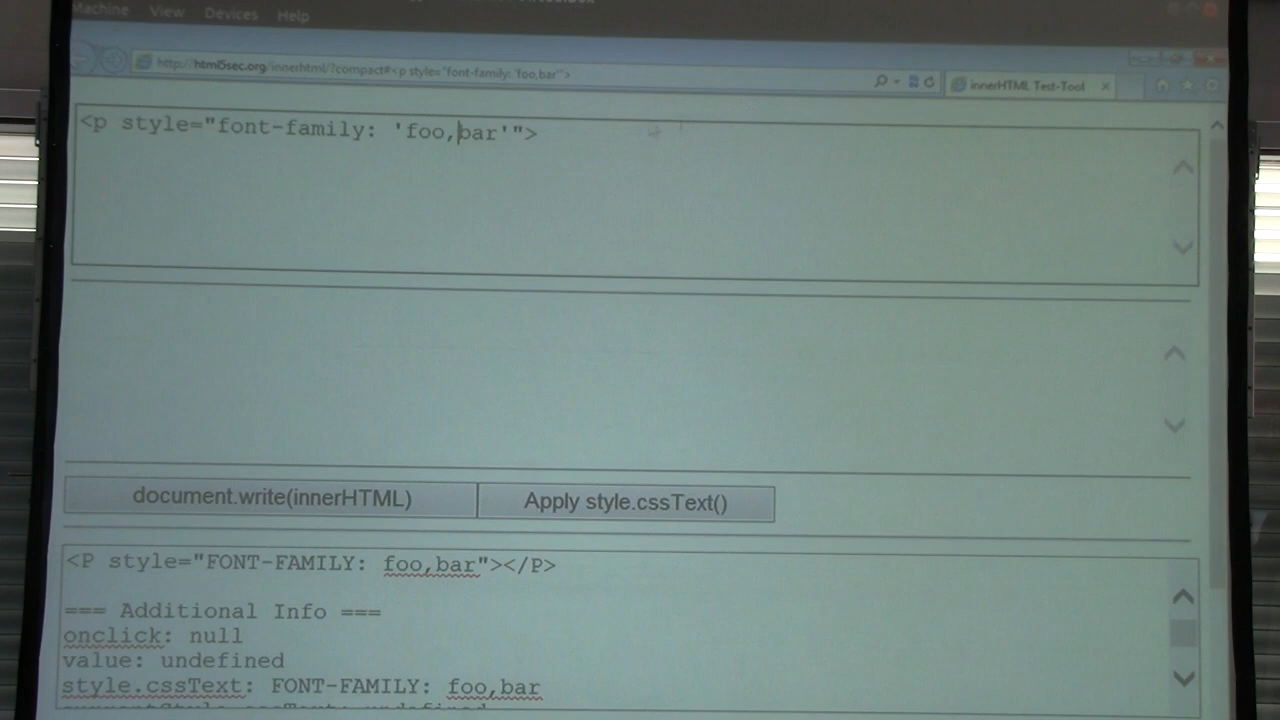 Machine View Devices Help
http://html5sec.org/innerhtml/?compact#<p style="font-family: 'foo,bar'">
innerHTML Test-Tool
<p style="font-family: 'foo,bar'">
document.write(innerHTML) Apply style.cssText()
<P style="FONT-FAMILY: foo,bar"></P>
=== Additional Info ===
onclick: null
value: undefined
style.cssText: FONT-FAMILY: foo,bar